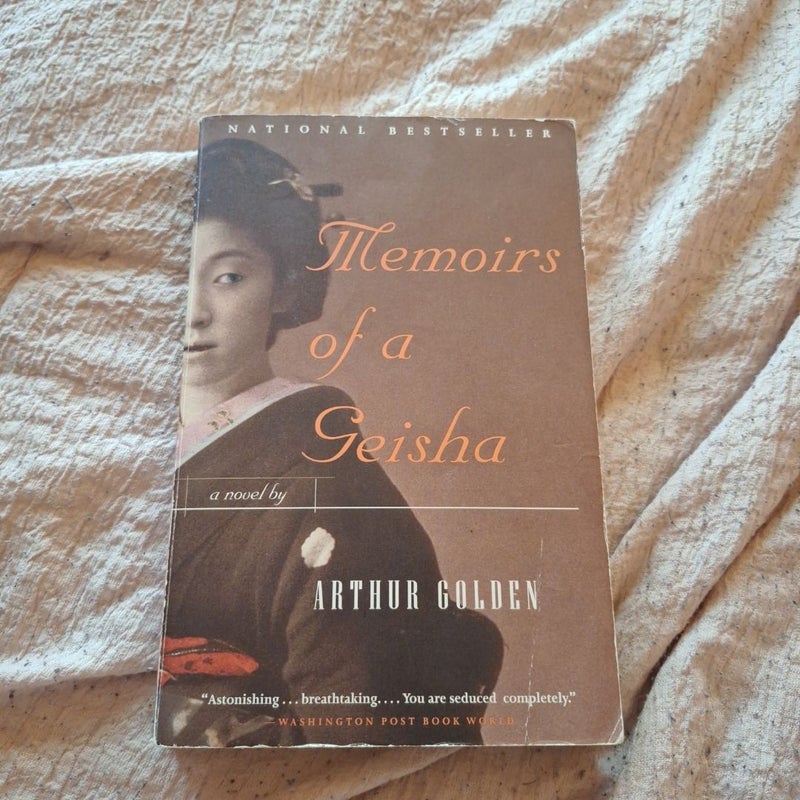 NATIONAL BESTSELLER
Memoirs
of a
Geisha
a novel by
ARTHUR GOLDEN
“Astonishing . . . breathtaking. . . . You are seduced completely.”
—WASHINGTON POST BOOK WORLD